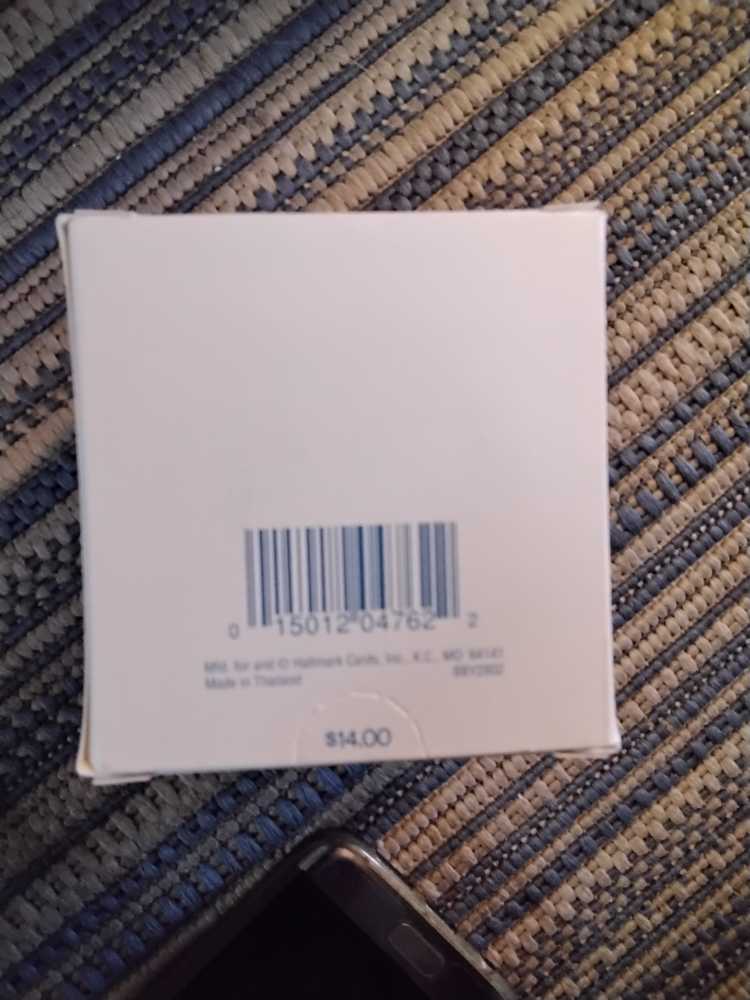 0 15012 04762 2
Mfd. for and © Hallmark Cards, Inc., K.C., MO 64141
Made in Thailand
$14.00